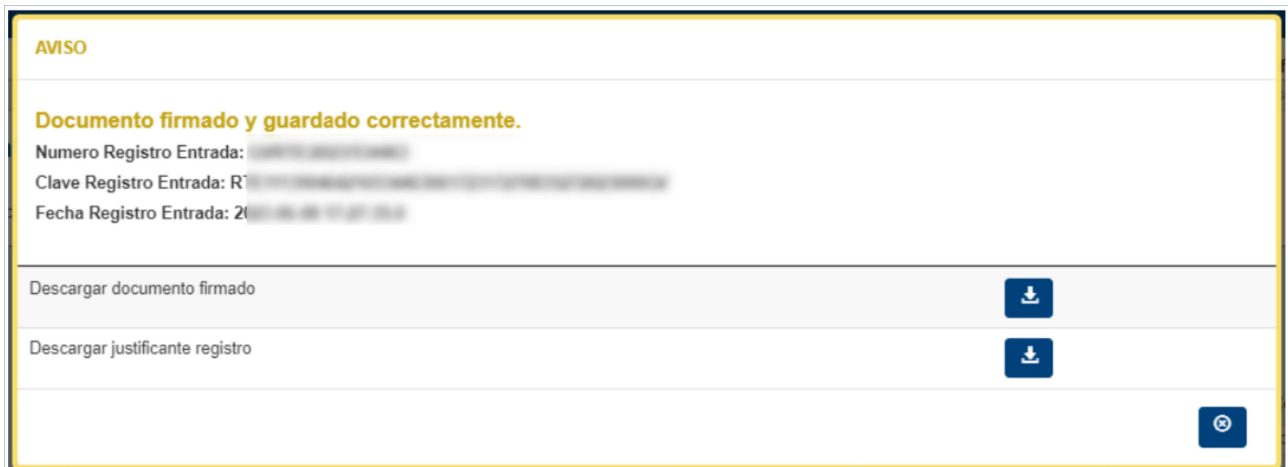 AVISO
Documento firmado y guardado correctamente.
Numero Registro Entrada:
Clave Registro Entrada:
Fecha Registro Entrada:
Descargar documento firmado
Descargar justificante registro